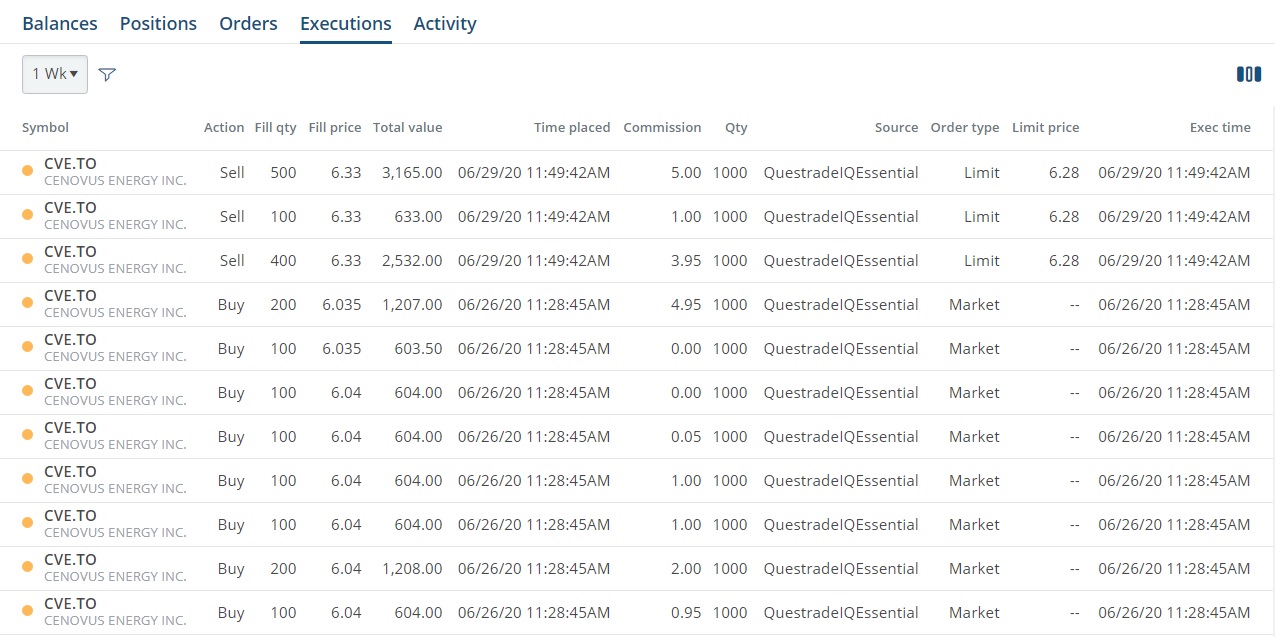 Balances Positions Orders Executions Activity
1 Wk
Symbol Action Fill qty Fill price Total value Time placed Commission Qty Source Order type Limit price Exec time
CVE.TO
CENOVUS ENERGY INC. Sell 500 6.33 3,165.00 06/29/20 11:49:42AM 5.00 1000 QuestradeIQEssential Limit 6.28 06/29/20 11:49:42AM
CVE.TO
CENOVUS ENERGY INC. Sell 100 6.33 633.00 06/29/20 11:49:42AM 1.00 1000 QuestradeIQEssential Limit 6.28 06/29/20 11:49:42AM
CVE.TO
CENOVUS ENERGY INC. Sell 400 6.33 2,532.00 06/29/20 11:49:42AM 3.95 1000 QuestradeIQEssential Limit 6.28 06/29/20 11:49:42AM
CVE.TO
CENOVUS ENERGY INC. Buy 200 6.035 1,207.00 06/26/20 11:28:45AM 4.95 1000 QuestradeIQEssential Market -- 06/26/20 11:28:45AM
CVE.TO
CENOVUS ENERGY INC. Buy 100 6.035 603.50 06/26/20 11:28:45AM 0.00 1000 QuestradeIQEssential Market -- 06/26/20 11:28:45AM
CVE.TO
CENOVUS ENERGY INC. Buy 100 6.04 604.00 06/26/20 11:28:45AM 0.00 1000 QuestradeIQEssential Market -- 06/26/20 11:28:45AM
CVE.TO
CENOVUS ENERGY INC. Buy 100 6.04 604.00 06/26/20 11:28:45AM 0.05 1000 QuestradeIQEssential Market -- 06/26/20 11:28:45AM
CVE.TO
CENOVUS ENERGY INC. Buy 100 6.04 604.00 06/26/20 11:28:45AM 1.00 1000 QuestradeIQEssential Market -- 06/26/20 11:28:45AM
CVE.TO
CENOVUS ENERGY INC. Buy 100 6.04 604.00 06/26/20 11:28:45AM 1.00 1000 QuestradeIQEssential Market -- 06/26/20 11:28:45AM
CVE.TO
CENOVUS ENERGY INC. Buy 200 6.04 1,208.00 06/26/20 11:28:45AM 2.00 1000 QuestradeIQEssential Market -- 06/26/20 11:28:45AM
CVE.TO
CENOVUS ENERGY INC. Buy 100 6.04 604.00 06/26/20 11:28:45AM 0.95 1000 QuestradeIQEssential Market -- 06/26/20 11:28:45AM